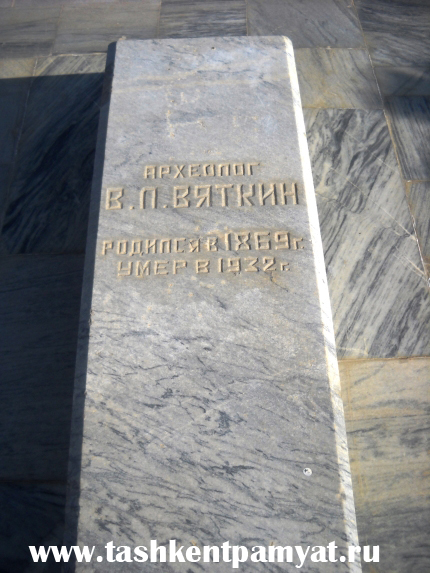 АРХЕОЛОГ
В.Л.ВЯТКИН
РОДИЛСЯ В 1869 г.
УМЕР В 1932 г.
www.tashkentpamyat.ru